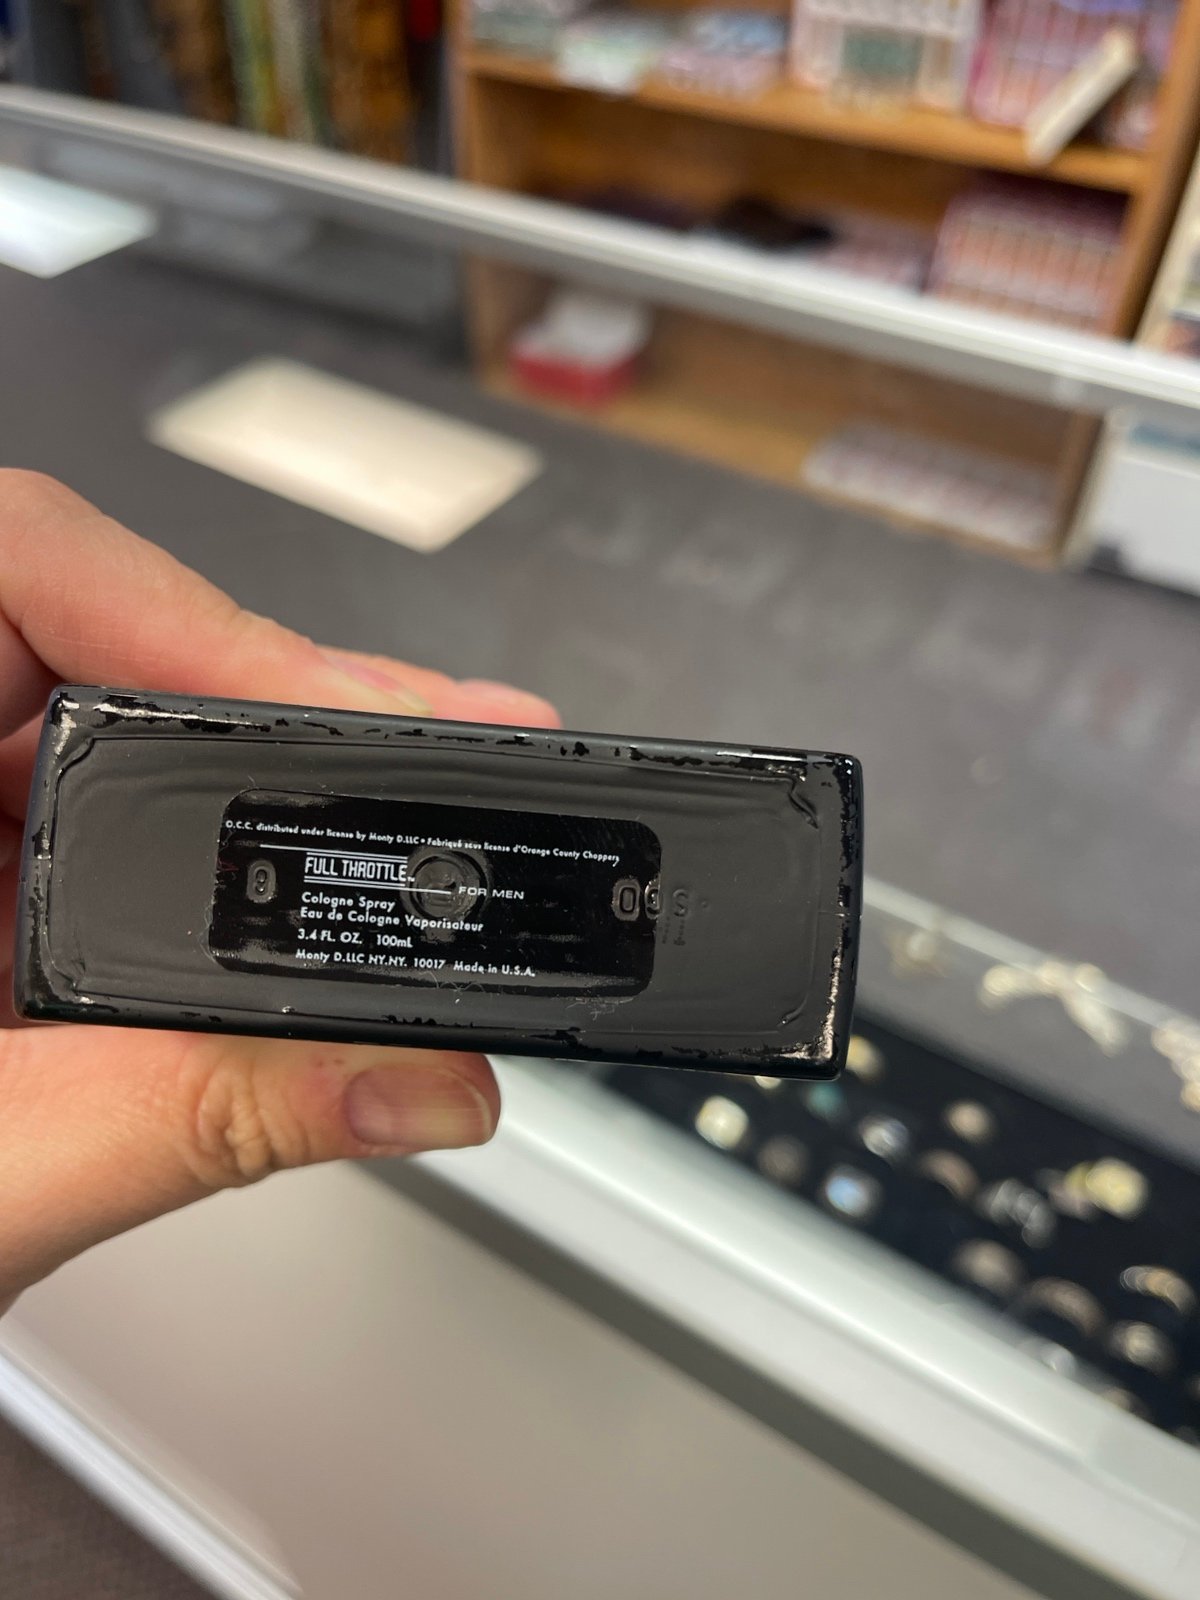 O.C.C. distributed under license by Monty D.LLC • Fabriqué sous license d'Orange County Choppers
FULL THROTTLE™
FOR MEN
Cologne Spray
Eau de Cologne Vaporisateur
3.4 FL. OZ. 100mL
Monty D.LLC NY.NY. 10017 Made in U.S.A.